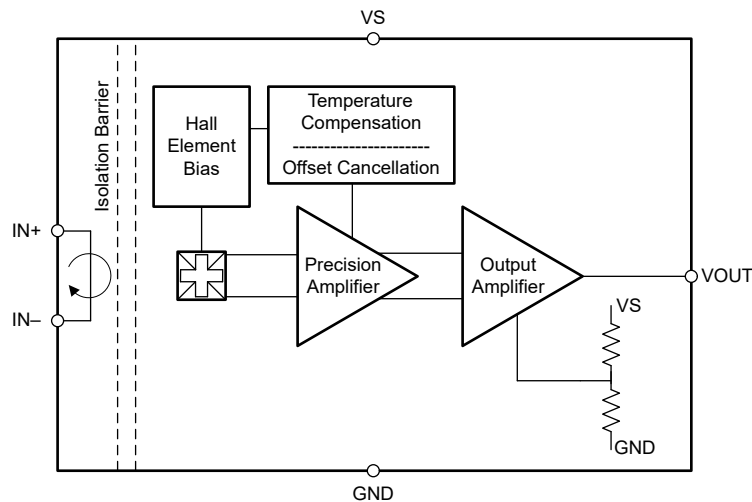 VS
Isolation Barrier
Hall
Element
Bias
Temperature
Compensation
Offset Cancellation
IN+
IN–
Precision
Amplifier
Output
Amplifier
VOUT
VS
GND
GND